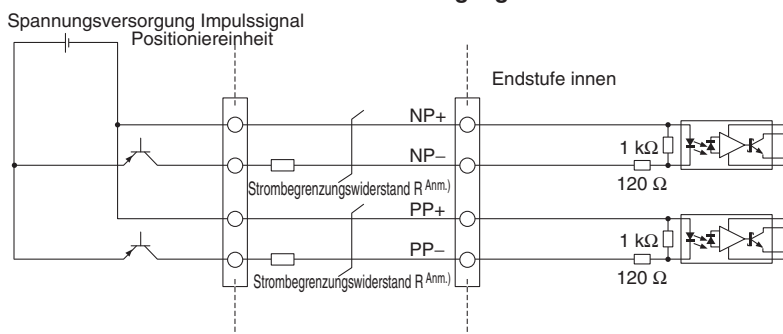 Spannungsversorgung Impulssignal
Positioniereinheit
Endstufe innen
NP+
NP−
1 kΩ
120 Ω
Strombegrenzungswiderstand R Anm.)
PP+
PP−
1 kΩ
120 Ω
Strombegrenzungswiderstand R Anm.)